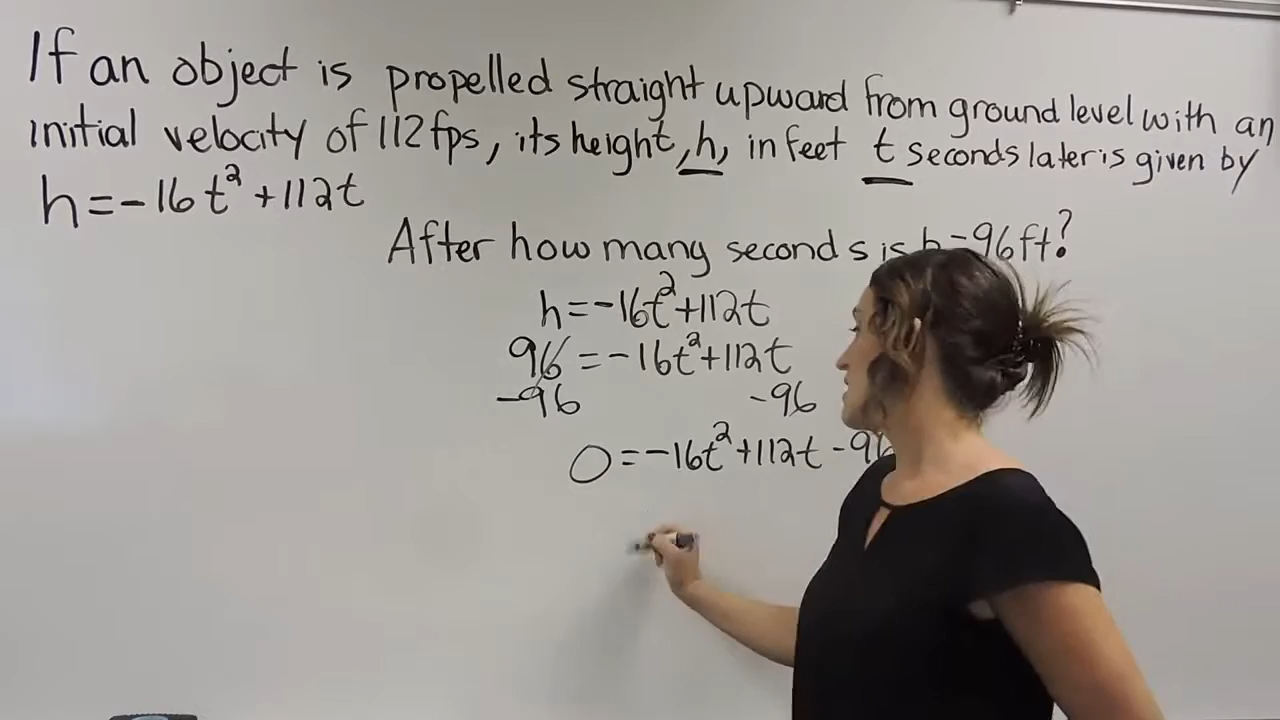 If an object is propelled straight upward from ground level with an
initial velocity of 112 fps, its height, h, in feet t seconds later is given by
h=-16t²+112t
After how many seconds is h=96ft?
h=-16t²+112t
96=-16t²+112t
-96 -96
0=-16t²+112t-96